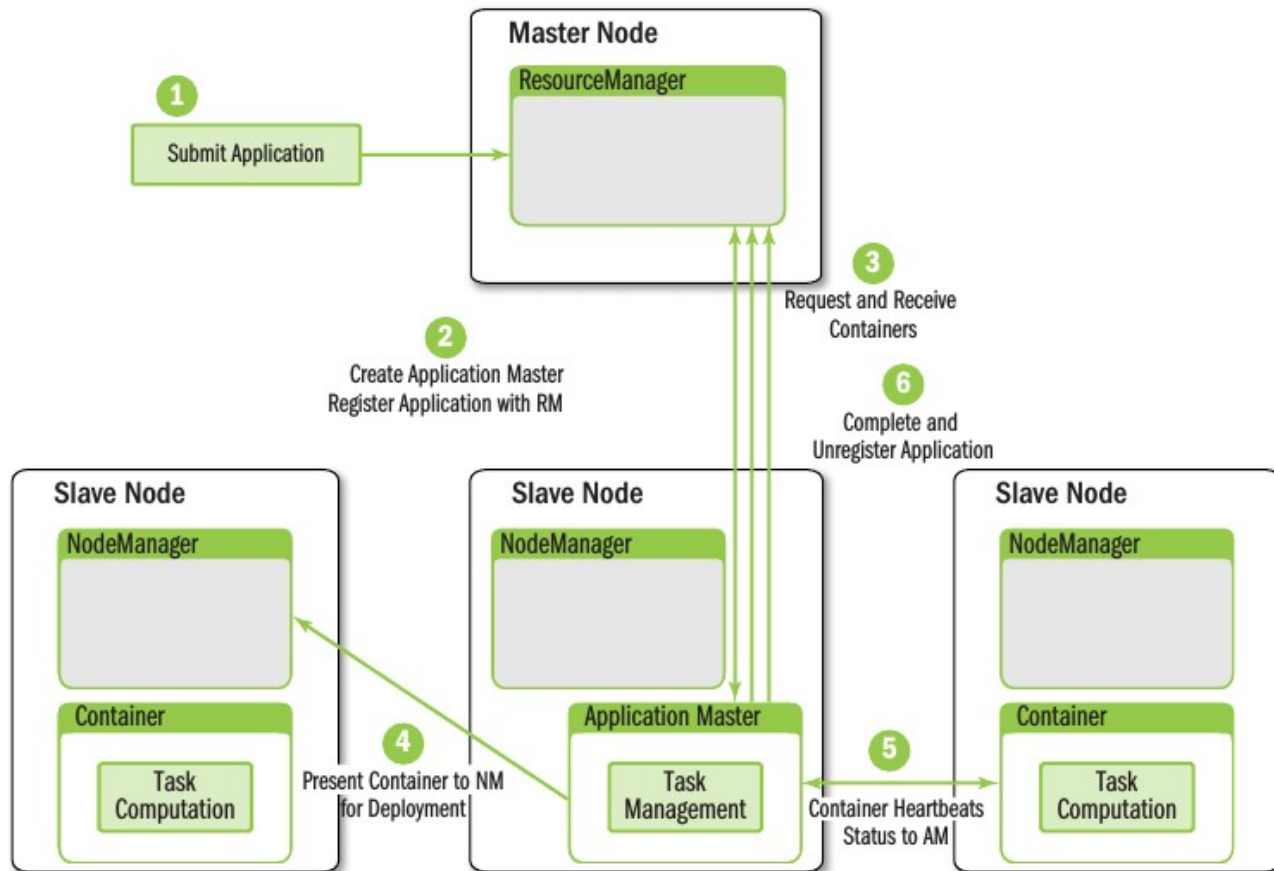 Master Node
ResourceManager
1
Submit Application
3
Request and Receive
Containers
2
Create Application Master
Register Application with RM
6
Complete and
Unregister Application
Slave Node
NodeManager
Container
Task
Computation
4
Present Container to NM
for Deployment
Slave Node
NodeManager
Application Master
Task
Management
5
Container Heartbeats
Status to AM
Slave Node
NodeManager
Container
Task
Computation